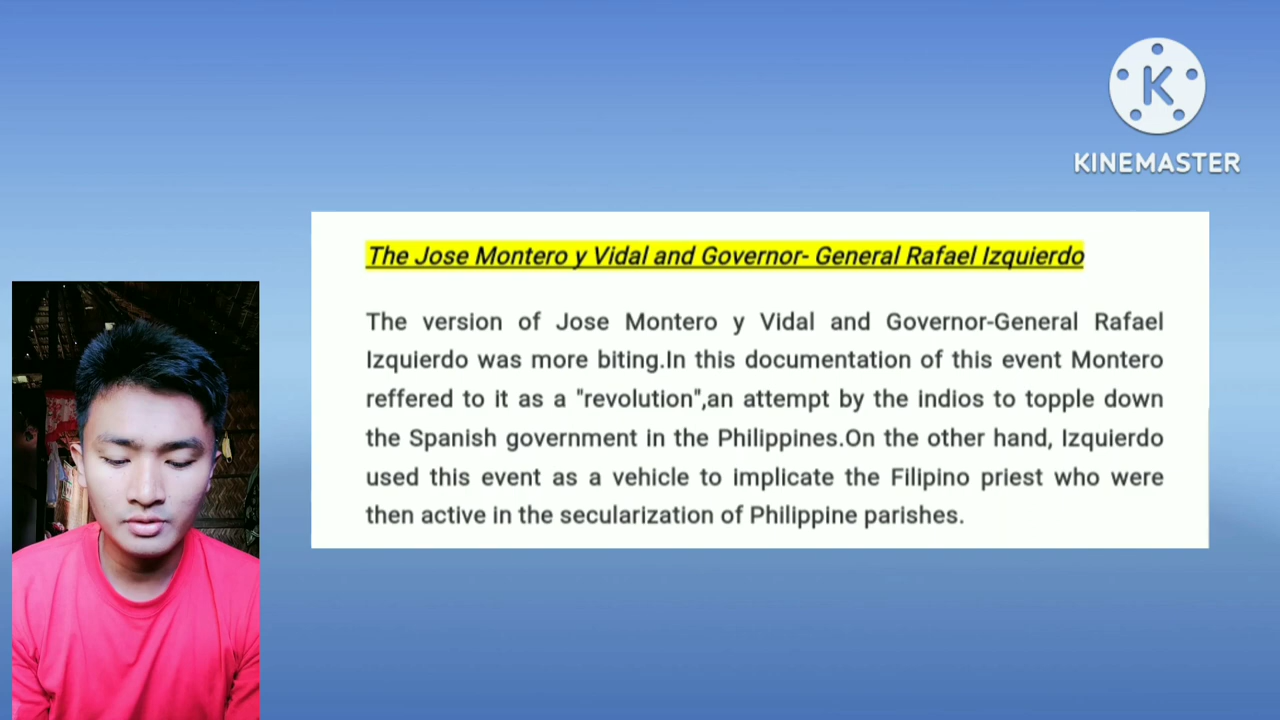 K
KINEMASTER
The Jose Montero y Vidal and Governor- General Rafael Izquierdo
The version of Jose Montero y Vidal and Governor-General Rafael
Izquierdo was more biting.In this documentation of this event Montero
reffered to it as a "revolution",an attempt by the indios to topple down
the Spanish government in the Philippines.On the other hand, Izquierdo
used this event as a vehicle to implicate the Filipino priest who were
then active in the secularization of Philippine parishes.